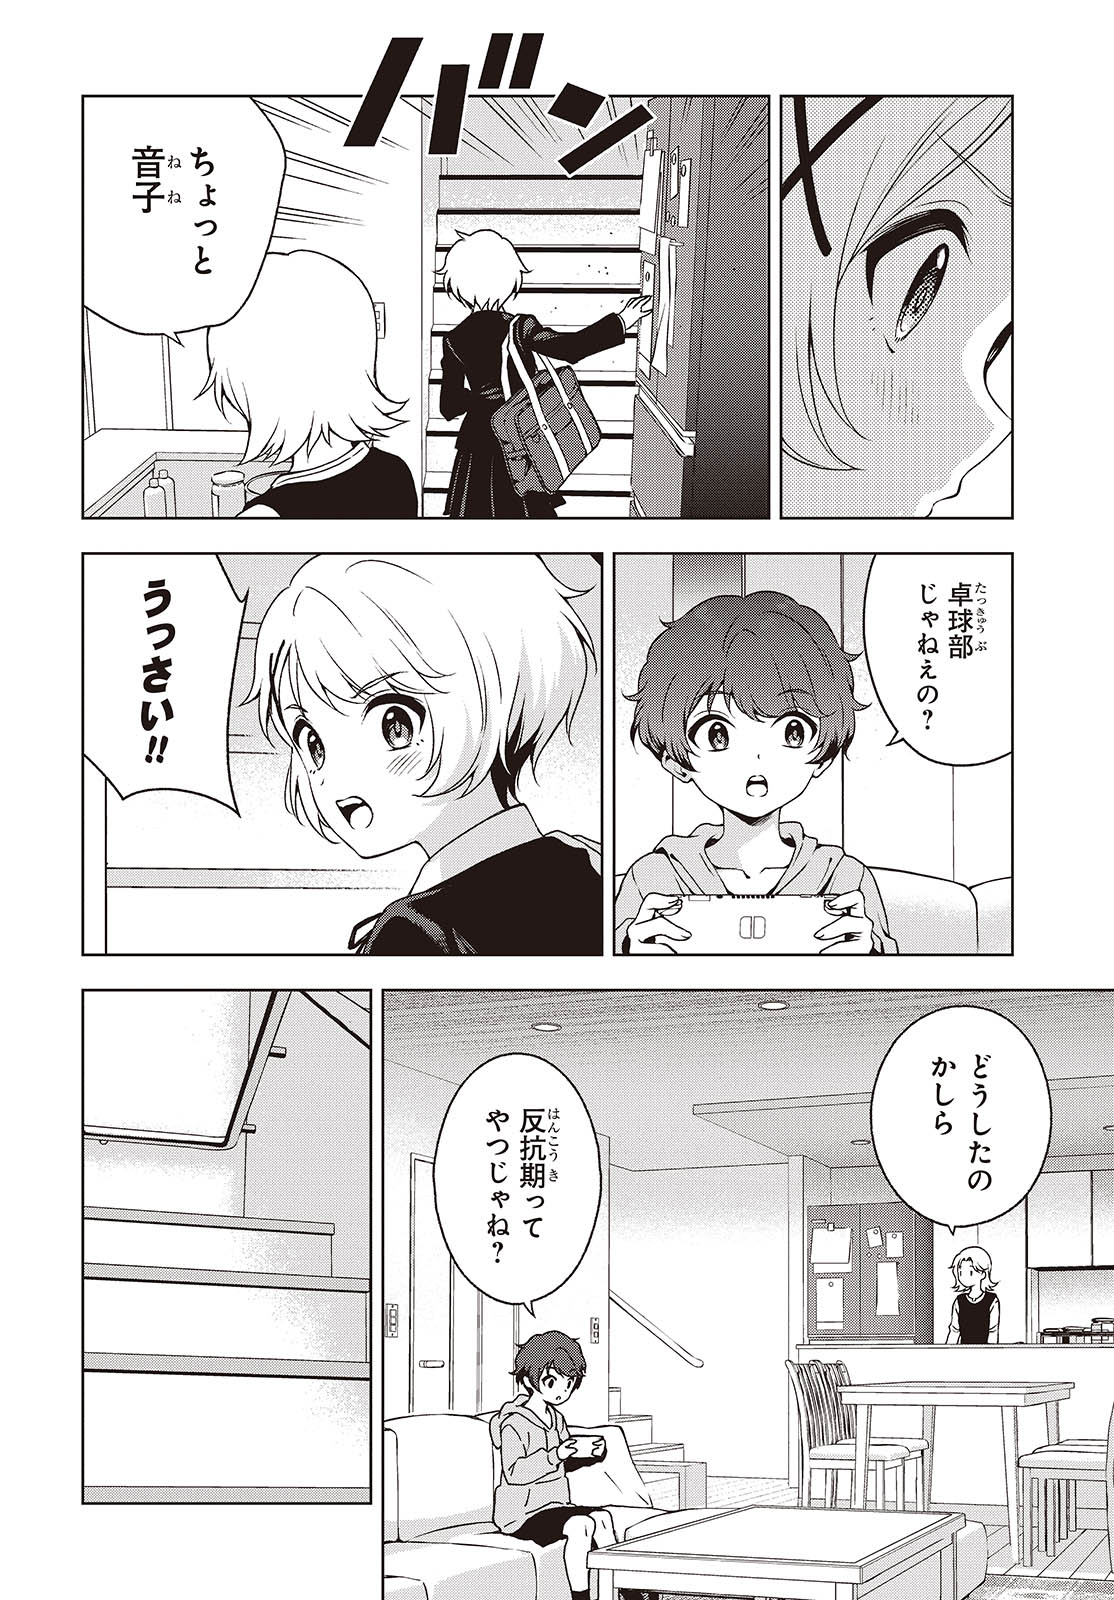 バン
ちょっと
音子
ねね
卓球部
たっきゅうぶ
じゃねぇの?
うっさい!!
どうしたの
かしら
反抗期って
はんこうき
やつじゃね?